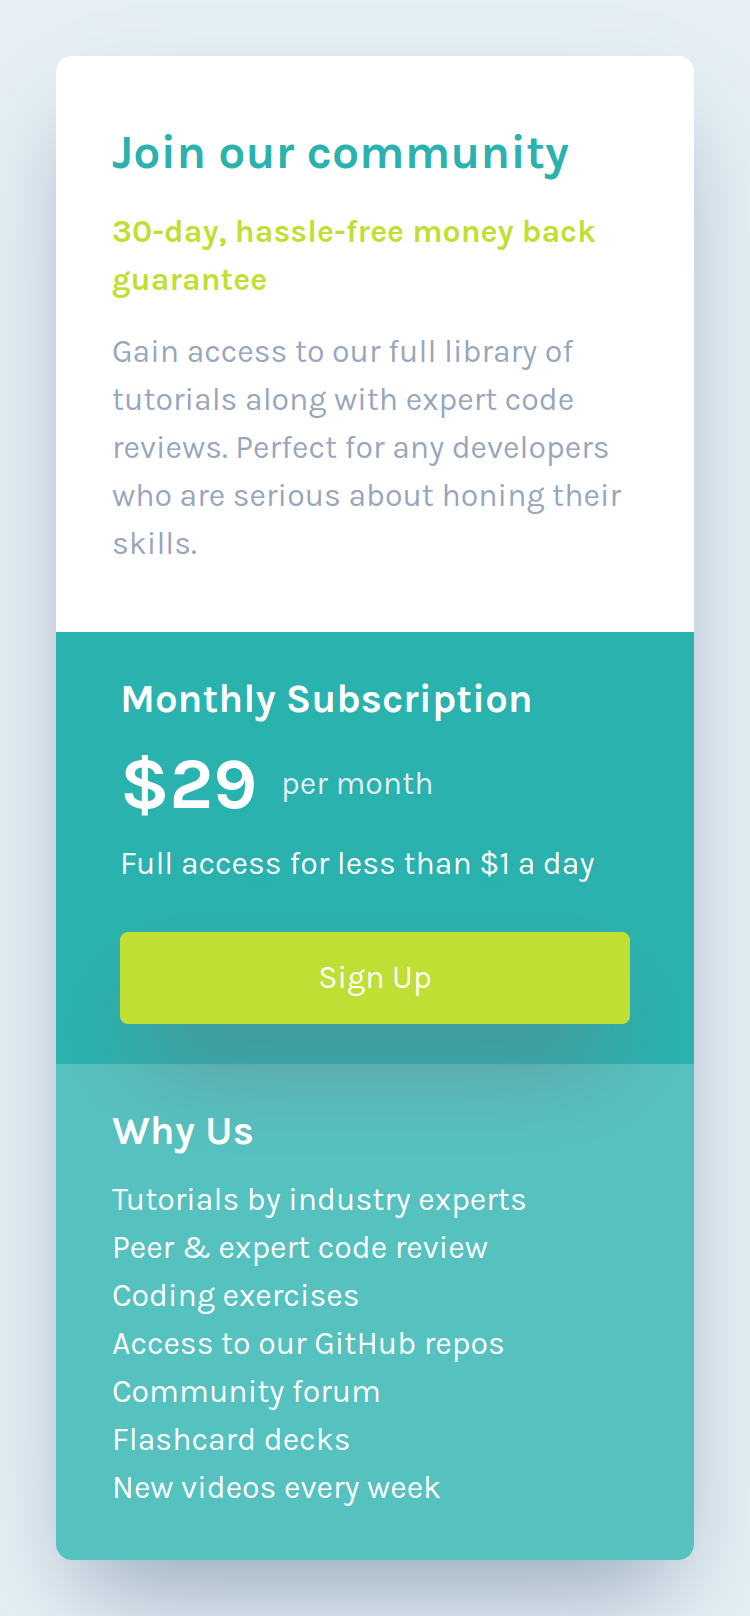 Join our community
30-day, hassle-free money back
guarantee
Gain access to our full library of
tutorials along with expert code
reviews. Perfect for any developers
who are serious about honing their
skills.
Monthly Subscription
$29 per month
Full access for less than $1 a day
Sign Up
Why Us
Tutorials by industry experts
Peer & expert code review
Coding exercises
Access to our GitHub repos
Community forum
Flashcard decks
New videos every week